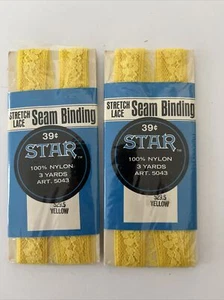 STRETCH
LACE
Seam Binding
39¢
STAR
100% NYLON
3 YARDS
ART. 5043
YELLOW
STRETCH
LACE
Seam Binding
39¢
STAR
100% NYLON
3 YARDS
ART. 5043
YELLOW